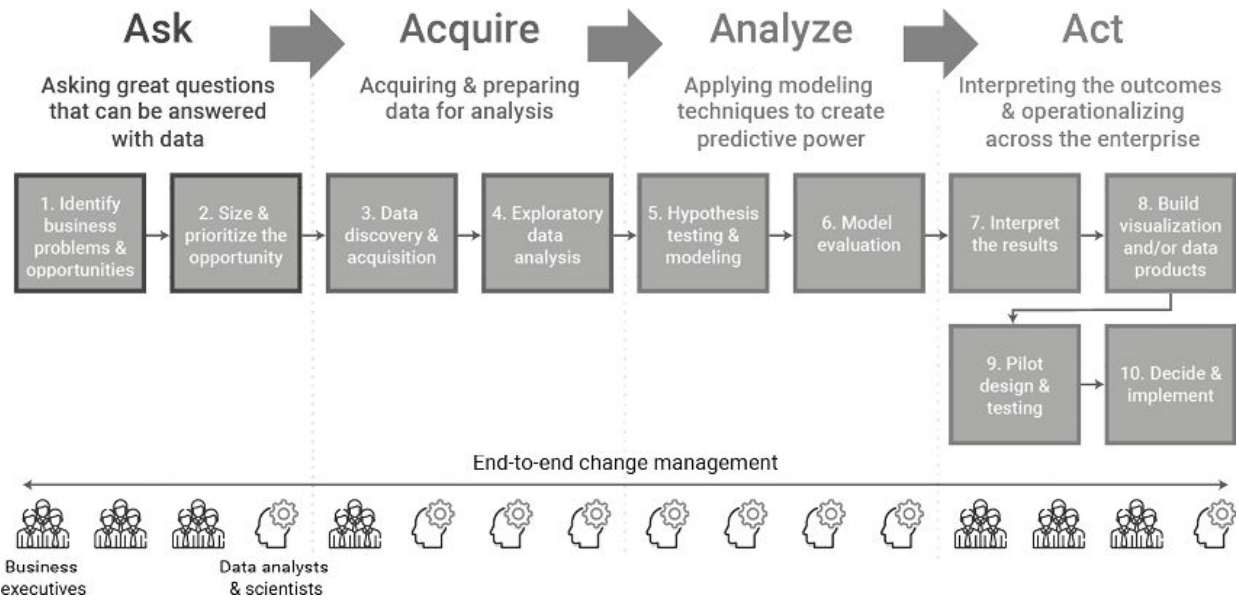 Ask
Acquire
Analyze
Act
Asking great questions
that can be answered
with data
Acquiring & preparing
data for analysis
Applying modeling
techniques to create
predictive power
Interpreting the outcomes
& operationalizing
across the enterprise
1. Identify
business
problems &
opportunities
2. Size &
prioritize the
opportunity
3. Data
discovery &
acquisition
4. Exploratory
data
analysis
5. Hypothesis
testing &
modeling
6. Model
evaluation
7. Interpret
the results
8. Build
visualization
and/or data
products
9. Pilot
design &
testing
10. Decide &
implement
End-to-end change management
Business
executives
Data analysts
& scientists